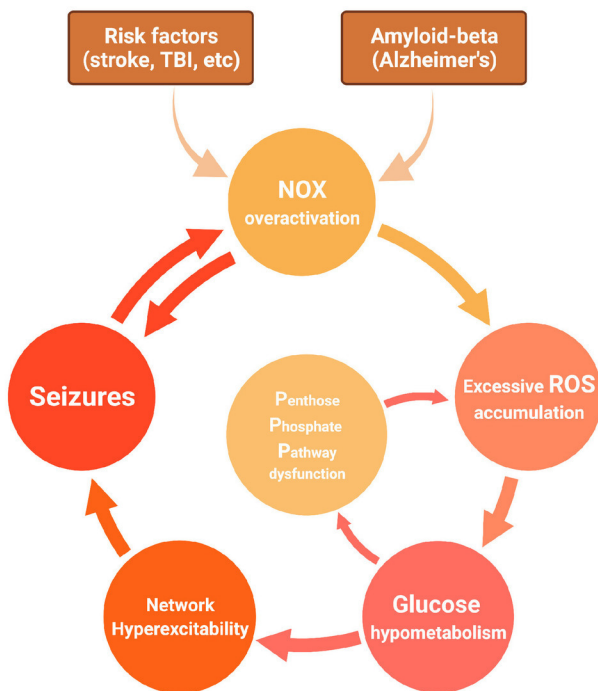 Risk factors
(stroke, TBI, etc)
Amyloid-beta
(Alzheimer's)
NOX
overactivation
Excessive ROS
accumulation
Penthose
Phosphate
Pathway
dysfunction
Seizures
Network
Hyperexcitability
Glucose
hypometabolism